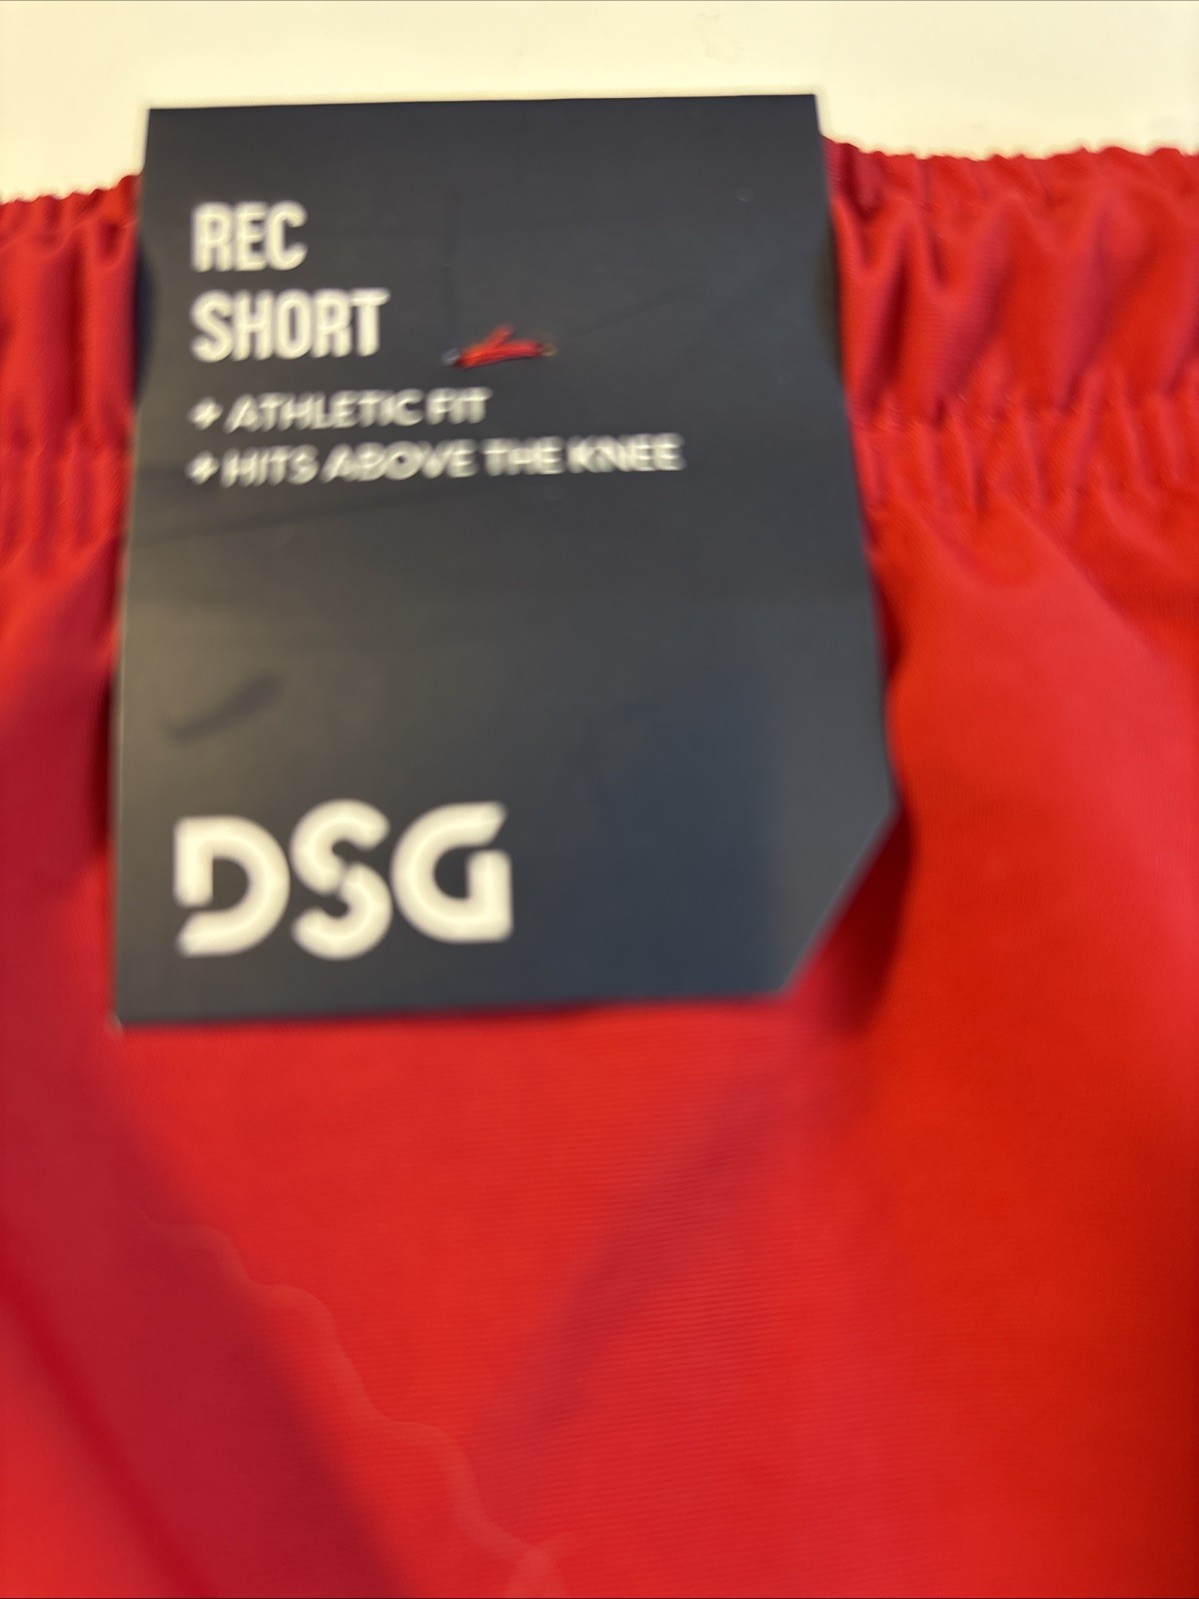 REC
SHORT
+ ATHLETIC FIT
+ HITS ABOVE THE KNEE
DSG